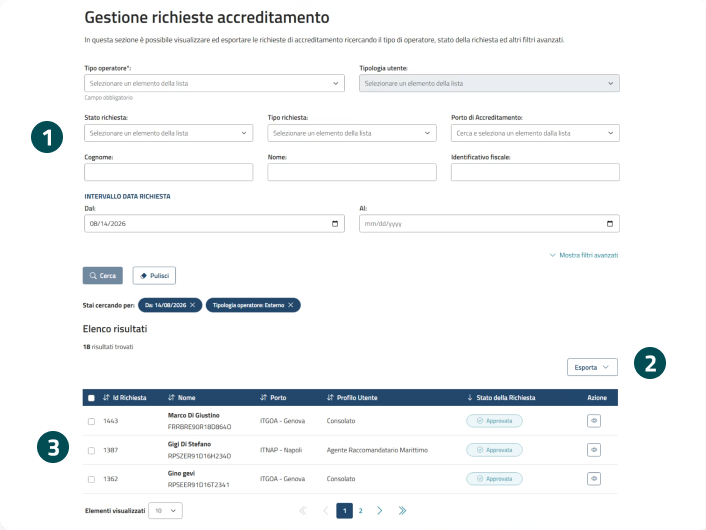 Gestione richieste accreditamento
In questa sezione è possibile visualizzare ed esportare le richieste di accreditamento ricercando il tipo di operatore, stato della richiesta ed altri filtri avanzati.
Tipo operatore*: Tipologia utente:
Selezionare un elemento della lista Selezionare un elemento della lista
Campo obbligatorio
Stato richiesta: Tipo richiesta: Porto di Accreditamento:
1 Selezionare un elemento della lista Selezionare un elemento della lista Cerca e seleziona un elemento dalla lista
Cognome: Nome: Identificativo fiscale:
INTERVALLO DATA RICHIESTA
Dal: Al:
08/14/2026 mm/dd/yyyy
Mostra filtri avanzati
Cerca Pulisci
Stai cercando per: Da: 14/08/2026 Tipologia operatore: Esterno
Elenco risultati
18 risultati trovati
Esporta 2
Id Richiesta Nome Porto Profilo Utente Stato della Richiesta Azione
1443 Marco Di Giustino ITGOA - Genova Consolato Approvata
FRRBRE90R18D864O
3 1387 Gigi Di Stefano ITNAP - Napoli Agente Raccomandatario Marittimo Approvata
RPSZER91D16H234D
1362 Gino gevi ITGOA - Genova Consolato Approvata
RPSEER91D16T2341
Elementi visualizzati 10 1 2